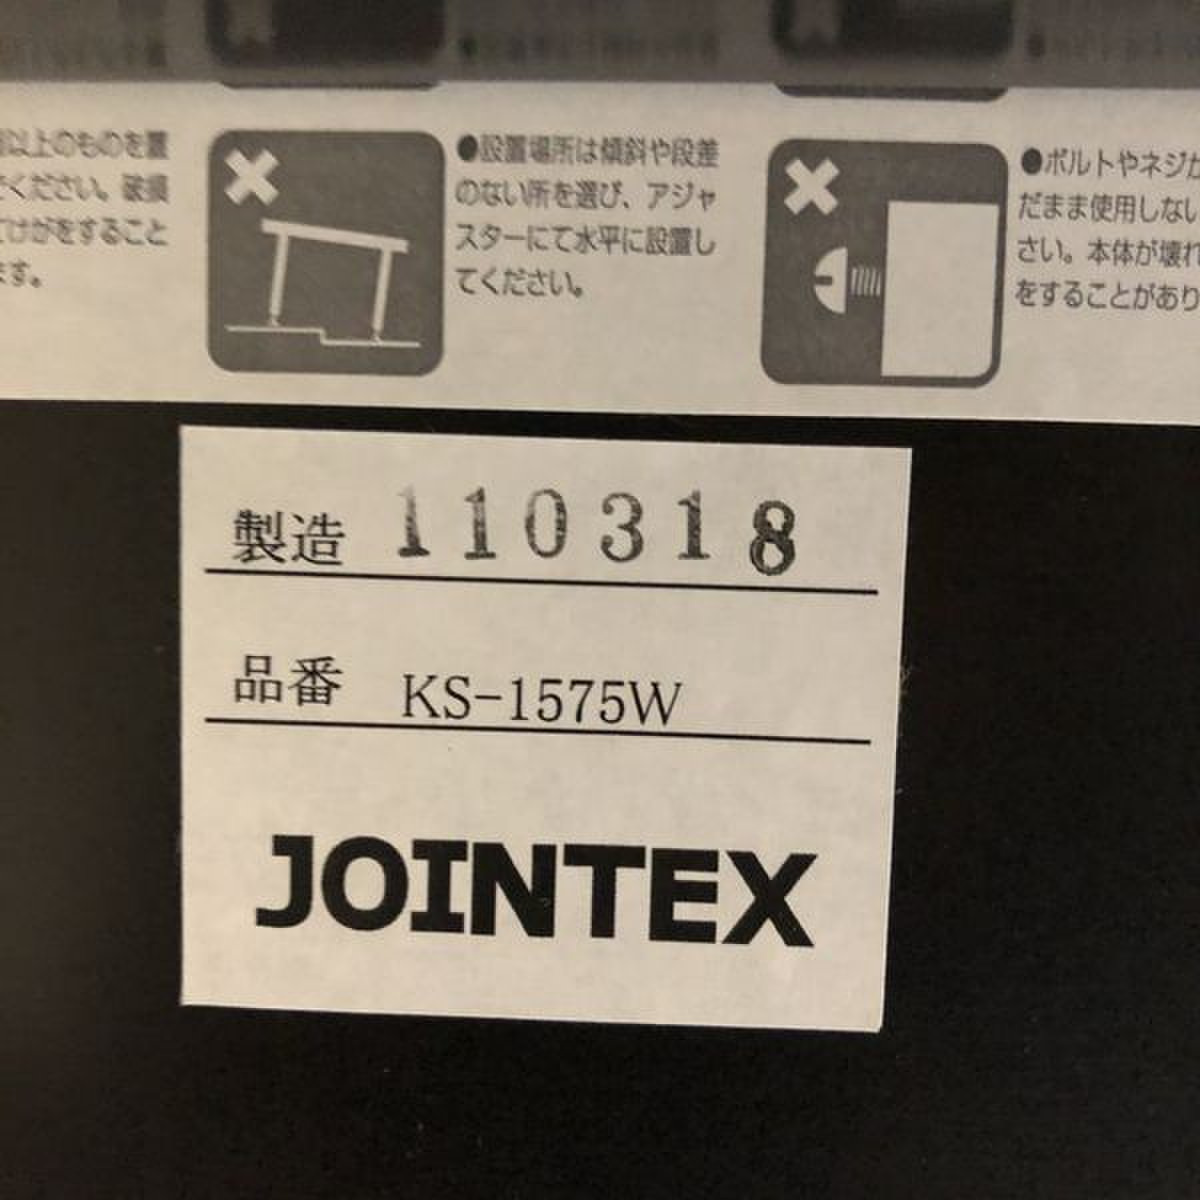 以上のものを置
ください。破損
けがをすること
ます。
●設置場所は傾斜や段差
のない所を選び、アジャ
スターにて水平に設置し
てください。
●ボルトやネジが
だまま使用しない
さい。本体が壊れ
をすることがあり
製造 110318
品番 KS-1575W
JOINTEX